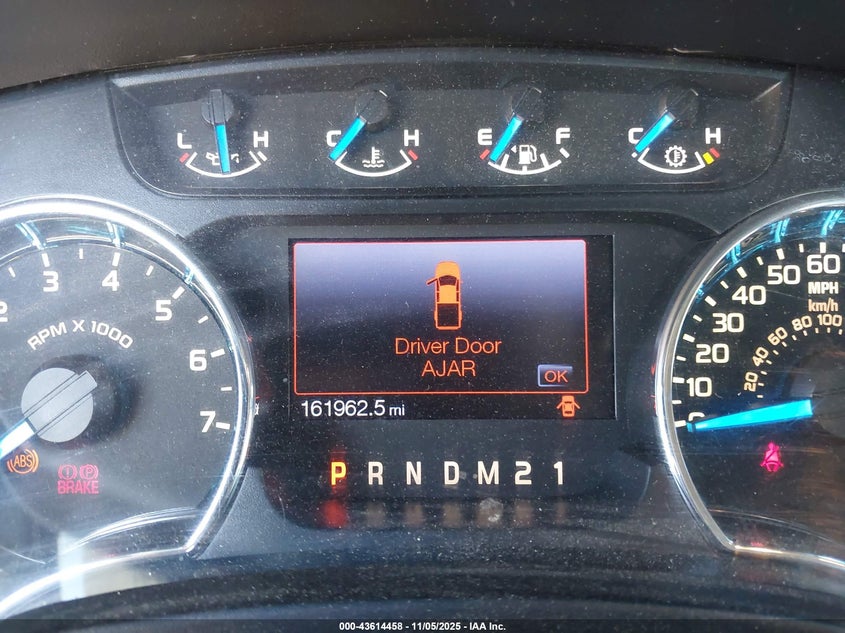 L H C H E F C H
2 3 4 5 6 7
RPM X 1000
ABS
P
BRAKE
Driver Door
AJAR
OK
161962.5 mi
P R N D M 2 1
0 10 20 30 40 50 60
MPH
km/h
20 40 60 80 100
000-43614458 - 11/05/2025 - IAA Inc.